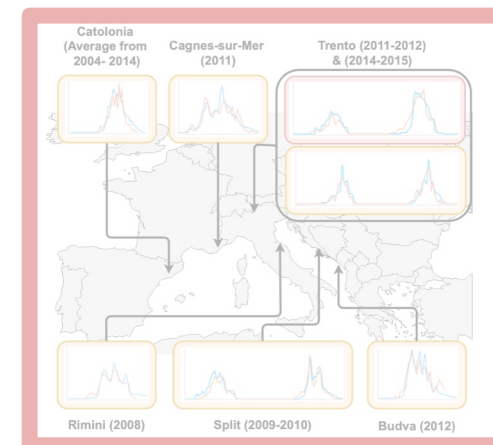 Catolonia
(Average from
2004- 2014)
Cagnes-sur-Mer
(2011)
Trento (2011-2012)
& (2014-2015)
Rimini (2008)
Split (2009-2010)
Budva (2012)